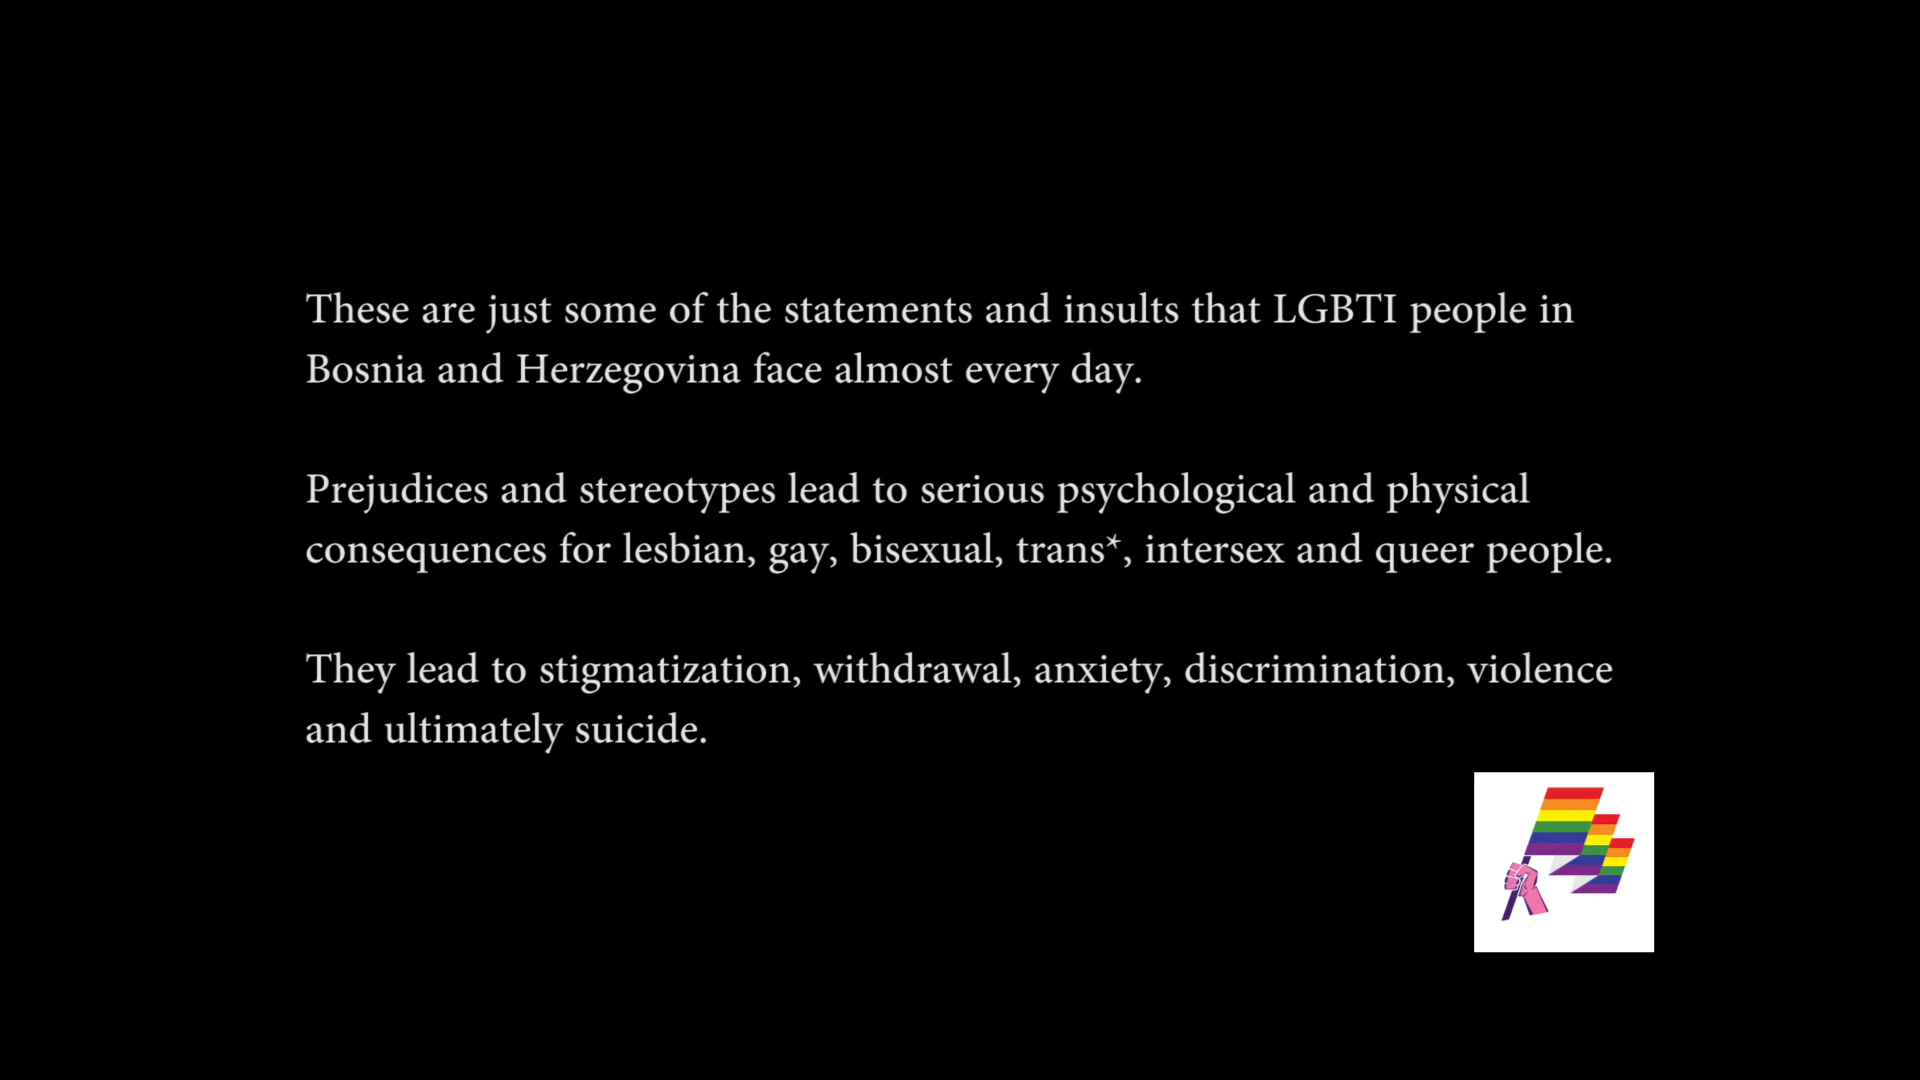 These are just some of the statements and insults that LGBTI people in
Bosnia and Herzegovina face almost every day.
Prejudices and stereotypes lead to serious psychological and physical
consequences for lesbian, gay, bisexual, trans*, intersex and queer people.
They lead to stigmatization, withdrawal, anxiety, discrimination, violence
and ultimately suicide.